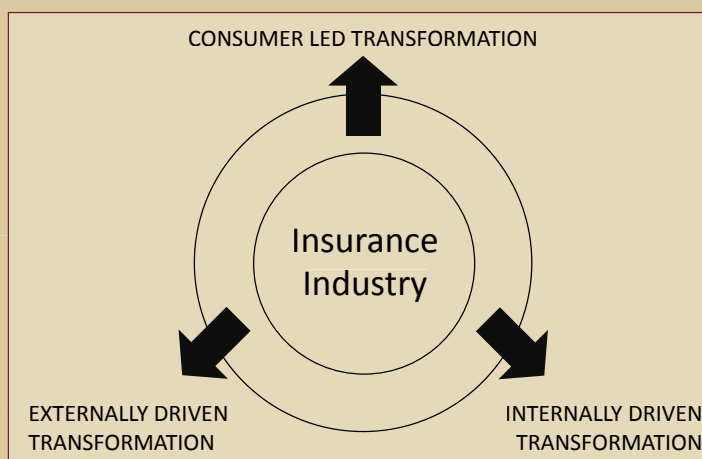 CONSUMER LED TRANSFORMATION
Insurance
Industry
EXTERNALLY DRIVEN
TRANSFORMATION
INTERNALLY DRIVEN
TRANSFORMATION